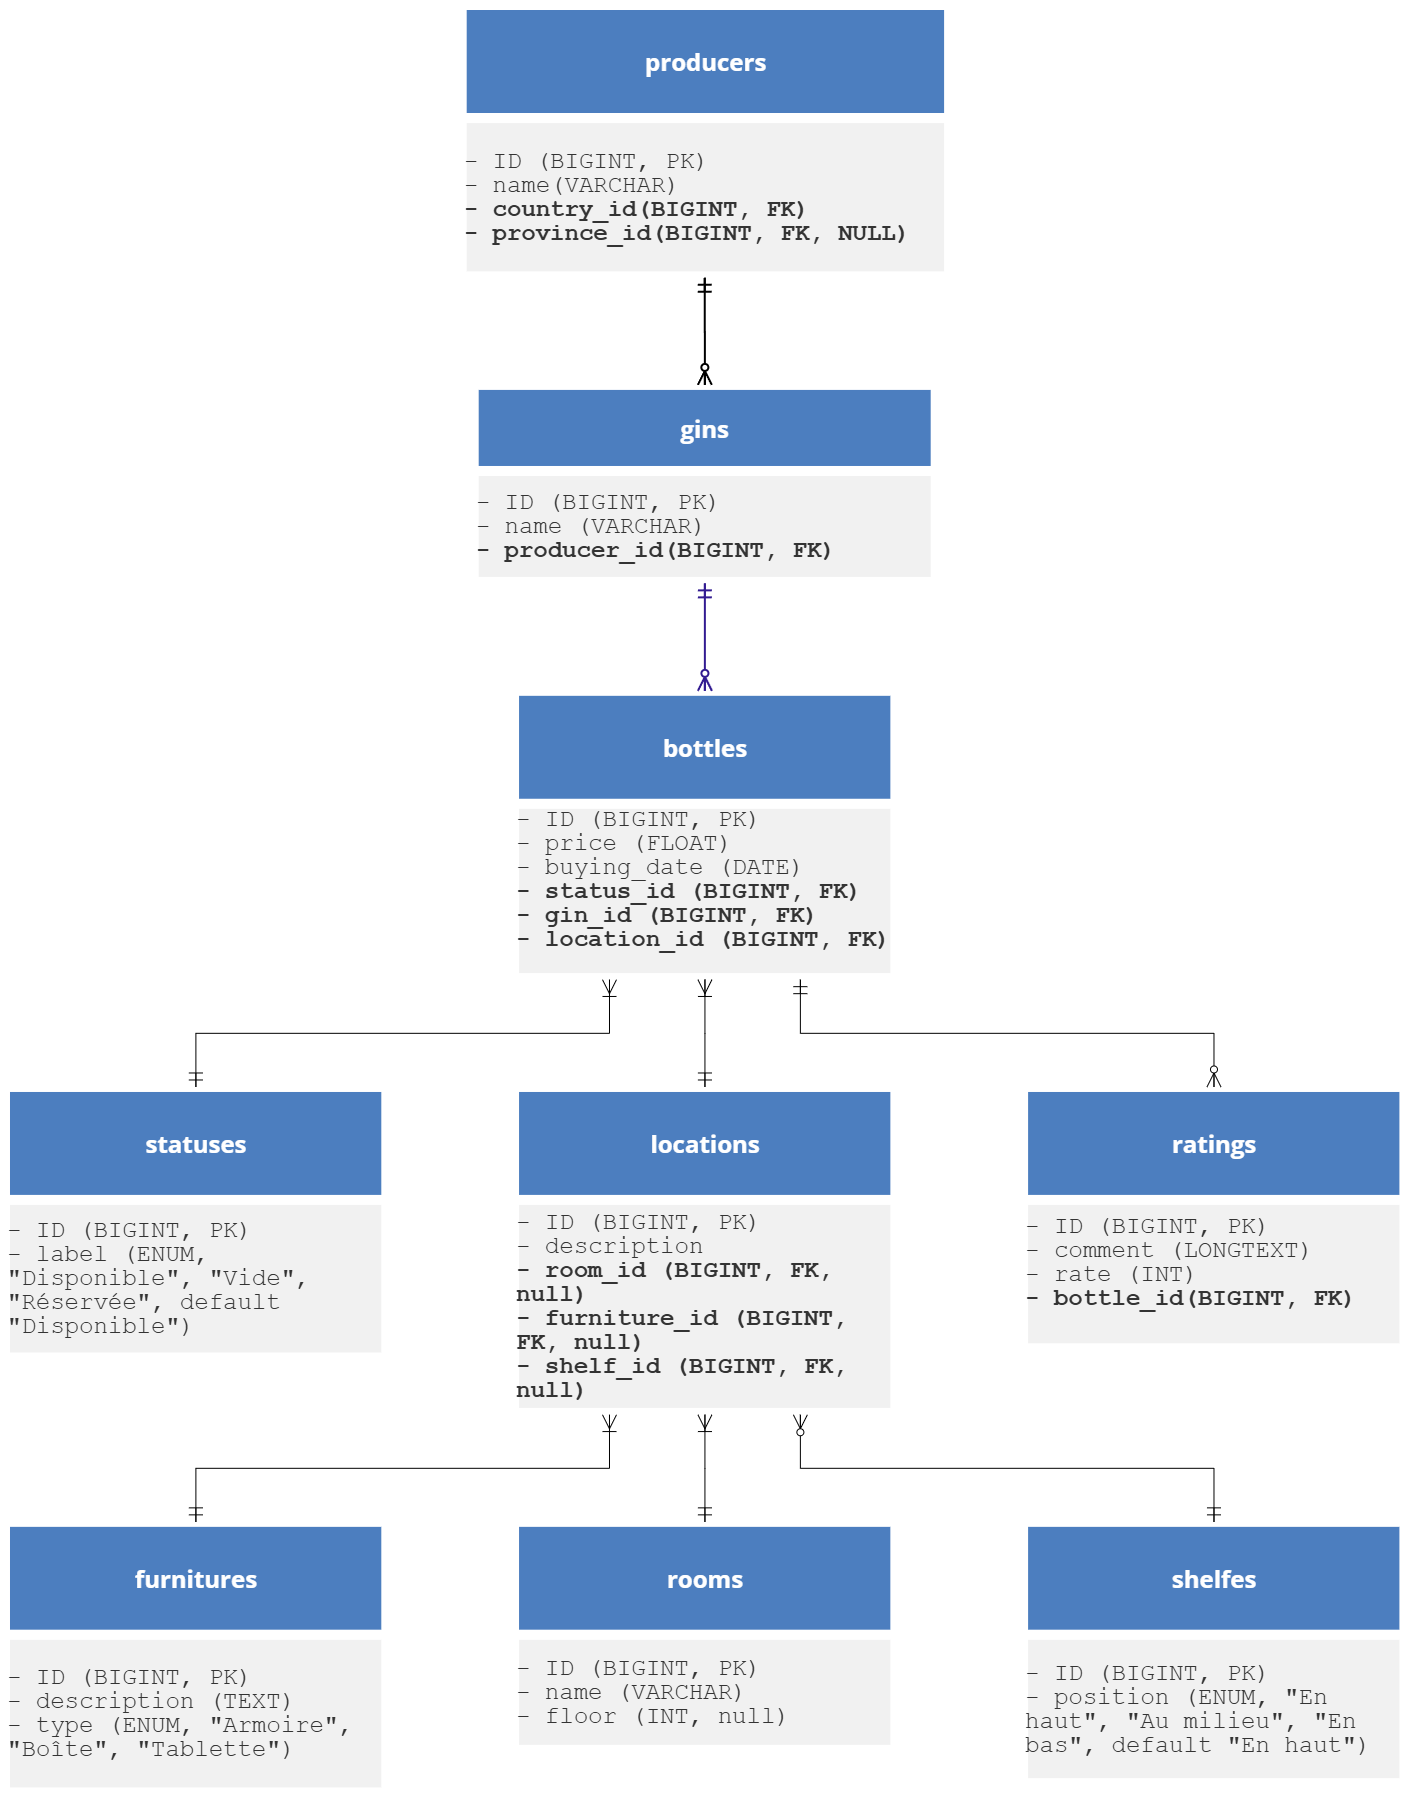 producers
- ID (BIGINT, PK)
- name(VARCHAR)
- country_id(BIGINT, FK)
- province_id(BIGINT, FK, NULL)
gins
- ID (BIGINT, PK)
- name (VARCHAR)
- producer_id(BIGINT, FK)
bottles
- ID (BIGINT, PK)
- price (FLOAT)
- buying_date (DATE)
- status_id (BIGINT, FK)
- gin_id (BIGINT, FK)
- location_id (BIGINT, FK)
statuses
- ID (BIGINT, PK)
- label (ENUM,
"Disponible", "Vide",
"Réservée", default
"Disponible")
locations
- ID (BIGINT, PK)
- description
- room_id (BIGINT, FK,
null)
- furniture_id (BIGINT,
FK, null)
- shelf_id (BIGINT, FK,
null)
ratings
- ID (BIGINT, PK)
- comment (LONGTEXT)
- rate (INT)
- bottle_id(BIGINT, FK)
furnitures
- ID (BIGINT, PK)
- description (TEXT)
- type (ENUM, "Armoire",
"Boîte", "Tablette")
rooms
- ID (BIGINT, PK)
- name (VARCHAR)
- floor (INT, null)
shelfes
- ID (BIGINT, PK)
- position (ENUM, "En
haut", "Au milieu", "En
bas", default "En haut")